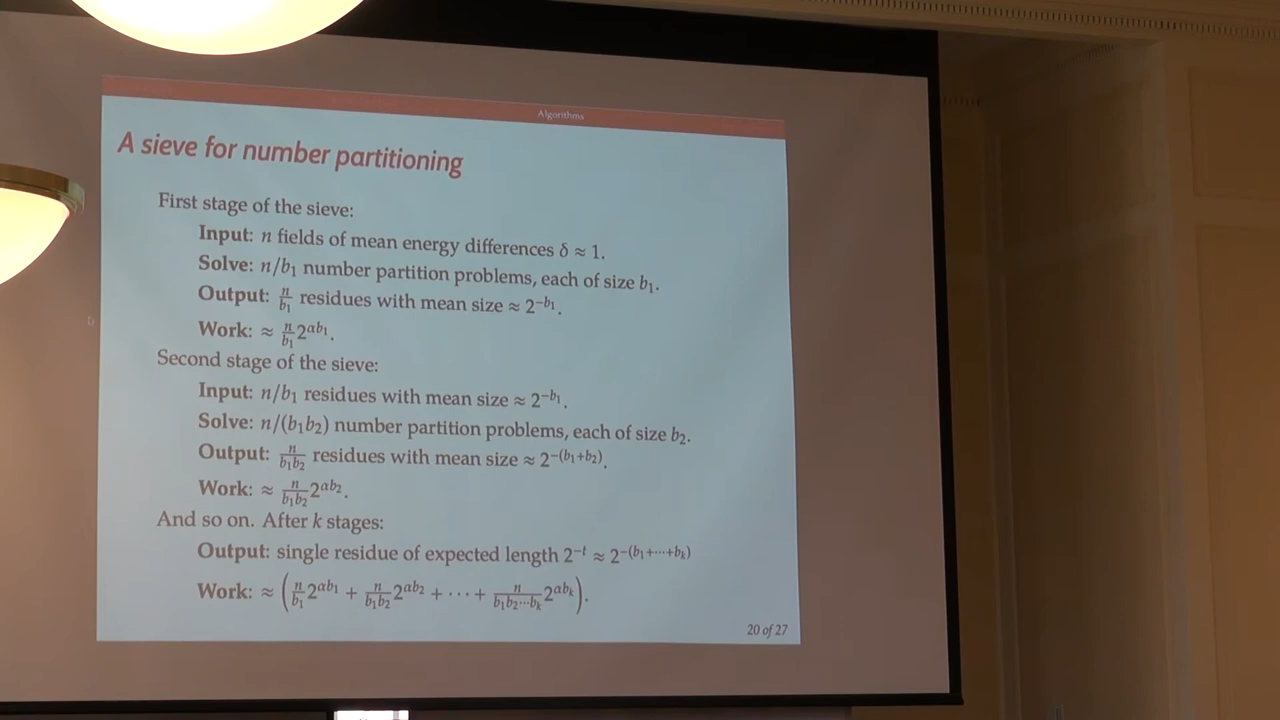 Algorithms
A sieve for number partitioning
First stage of the sieve:
Input: n fields of mean energy differences δ ≈ 1.
Solve: n/b₁ number partition problems, each of size b₁.
Output: n/b₁ residues with mean size ≈ 2^{-b₁}.
Work: ≈ n/b₁ 2^{αb₁}.
Second stage of the sieve:
Input: n/b₁ residues with mean size ≈ 2^{-b₁}.
Solve: n/(b₁b₂) number partition problems, each of size b₂.
Output: n/b₁b₂ residues with mean size ≈ 2^{-(b₁+b₂)}.
Work: ≈ n/b₁b₂ 2^{αb₂}.
And so on. After k stages:
Output: single residue of expected length 2^{-ℓ} ≈ 2^{-(b₁+⋯+bₖ)}
Work: ≈ (n/b₁ 2^{αb₁} + n/b₁b₂ 2^{αb₂} + ⋯ + n/b₁b₂⋯bₖ 2^{αbₖ}).
20 of 27